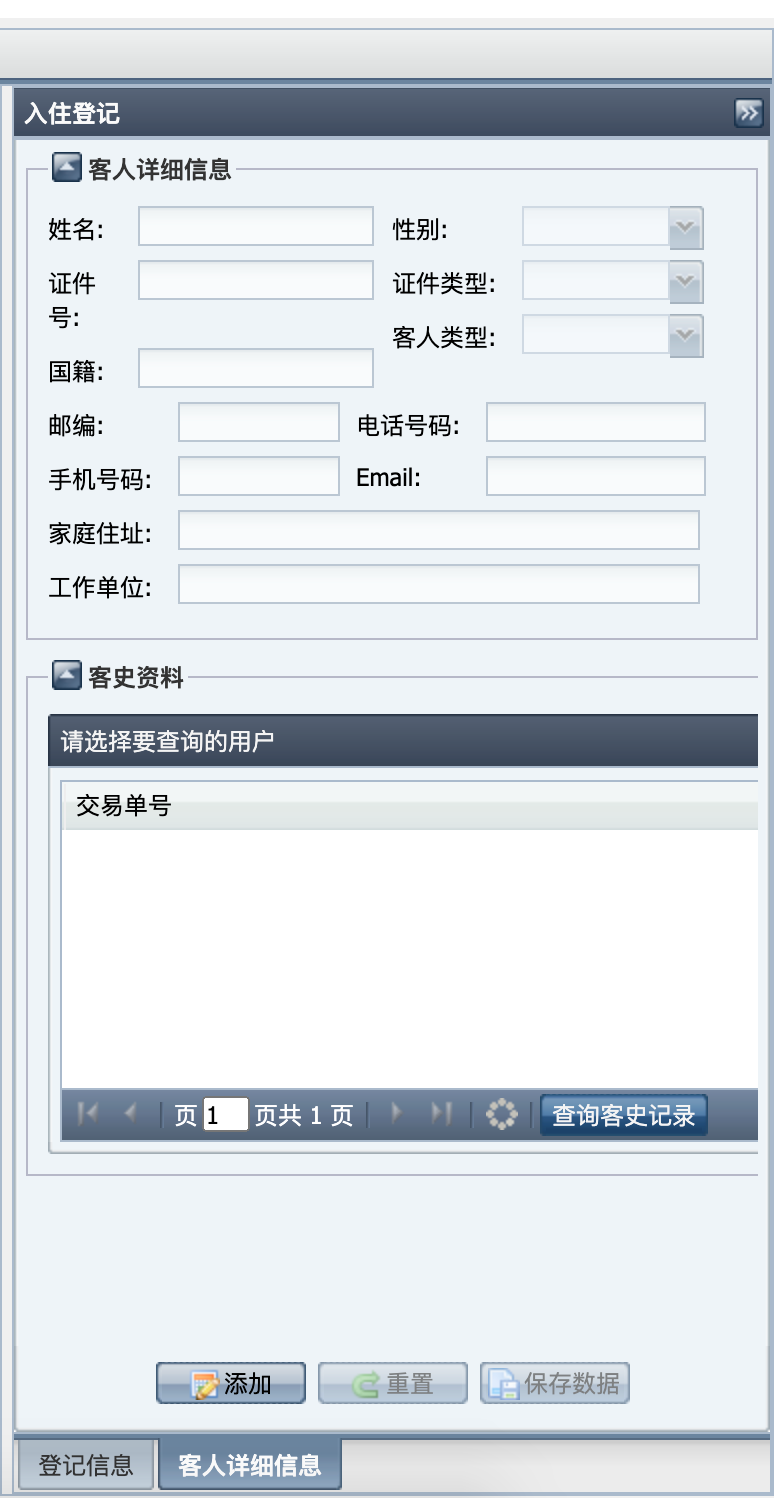 入住登记
客人详细信息
姓名: 性别:
证件号: 证件类型:
客人类型:
国籍:
邮编: 电话号码:
手机号码: Email:
家庭住址:
工作单位:
客史资料
请选择要查询的用户
交易单号
页 1 页共 1 页 查询客史记录
添加 重置 保存数据
登记信息 客人详细信息